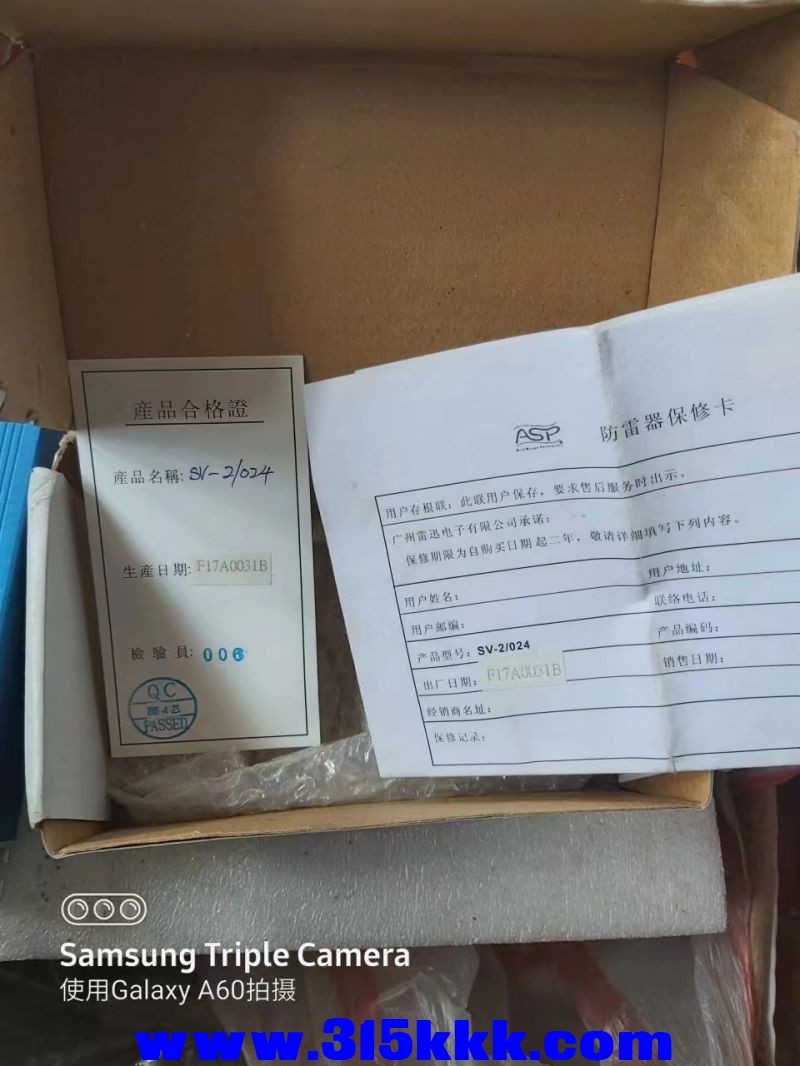 産品合格證
産品名稱: SV-2/024
生産日期: F17A0031B
檢驗員: 006
QC
PASSED
ASP
防雷器保修卡
用户存根联: 此联用户保存，要求售后服务时出示。
广州雷迅电子有限公司承诺:
保修期限为自购买日期起二年，敬请详细填写下列内容。
用户姓名: 用户地址:
用户邮编: 联络电话:
产品型号: SV-2/024 产品编码:
出厂日期: F17A0031B 销售日期:
经销商名址:
保修记录:
Samsung Triple Camera
使用Galaxy A60拍摄
www.315kkk.com